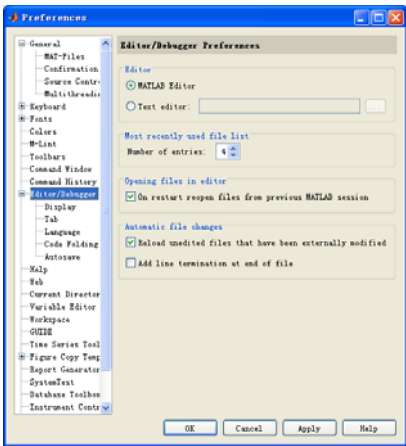 Preferences
General
MAT-Files
Confirmation
Source Contr
Multithreadin
Keyboard
Fonts
Colors
M-Lint
Toolbars
Command Window
Command History
Editor/Debugger
Display
Tab
Language
Code Folding
Autosave
Help
Web
Current Director
Variable Editor
Workspace
GUIDE
Time Series Tool
Figure Copy Temp
Report Generator
SystemTest
Database Toolbox
Instrument Contr
Editor/Debugger Preferences
Editor
MATLAB Editor
Text editor:
...
Most recently used file list
Number of entries: 4
Opening files in editor
On restart reopen files from previous MATLAB session
Automatic file changes
Reload unedited files that have been externally modified
Add line termination at end of file
OK Cancel Apply Help